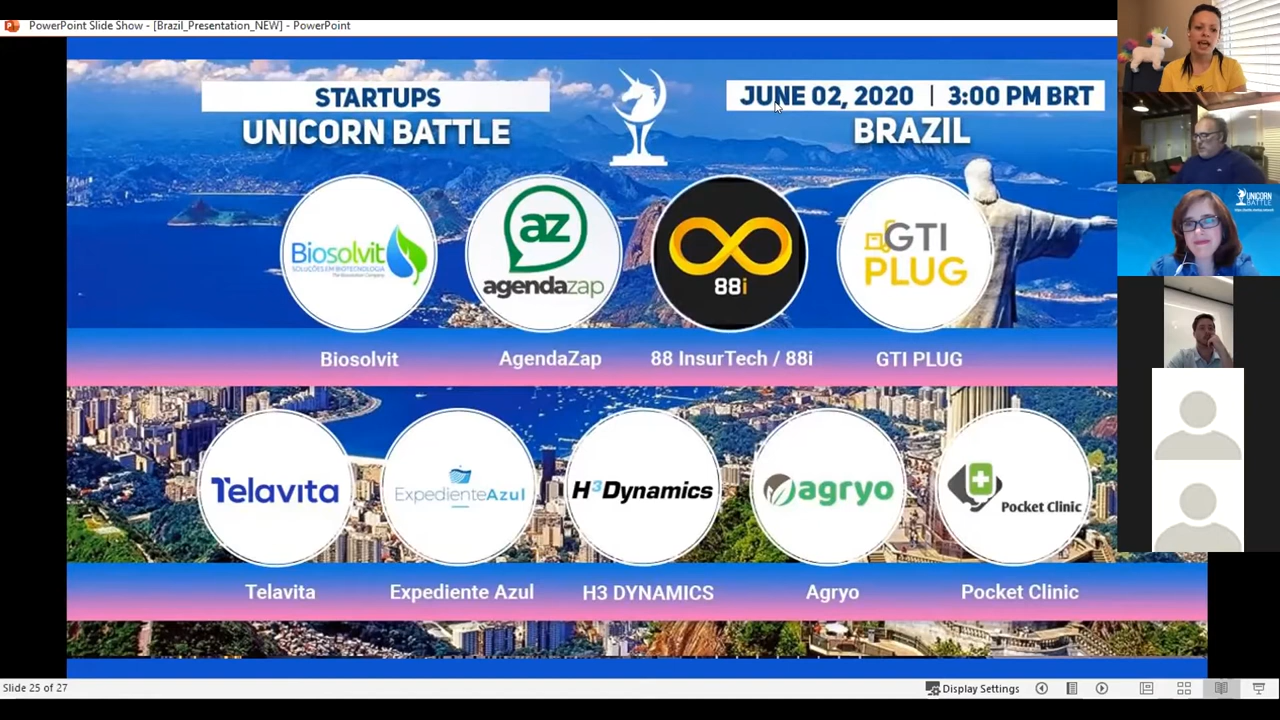 PowerPoint Slide Show - [Brazil_Presentation_NEW] - PowerPoint
STARTUPS
UNICORN BATTLE
JUNE 02, 2020 | 3:00 PM BRT
BRAZIL
UNICORN
BATTLE
Biosolvit
SOLUÇÕES EM BIOTECNOLOGIA
az
agendazap
88i
GTI
PLUG
Biosolvit
AgendaZap
88 InsurTech / 88i
GTI PLUG
Telavita
EXPEDIENTEAZUL
H³Dynamics
agryo
Pocket Clinic
Telavita
Expediente Azul
H3 DYNAMICS
Agryo
Pocket Clinic
Slide 25 of 27
Display Settings